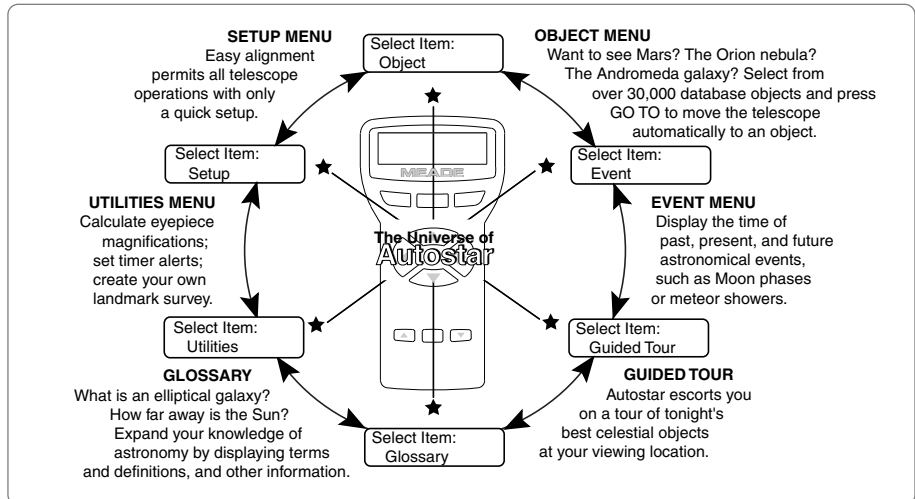 SETUP MENU
Easy alignment
permits all telescope
operations with only
a quick setup.
Select Item:
Object
OBJECT MENU
Want to see Mars? The Orion nebula?
The Andromeda galaxy? Select from
over 30,000 database objects and press
GO TO to move the telescope
automatically to an object.
Select Item:
Setup
MEADE
Select Item:
Event
UTILITIES MENU
Calculate eyepiece
magnifications;
set timer alerts;
create your own
landmark survey.
The Universe of
Autostar
EVENT MENU
Display the time of
past, present, and future
astronomical events,
such as Moon phases
or meteor showers.
Select Item:
Utilities
Select Item:
Guided Tour
GLOSSARY
What is an elliptical galaxy?
How far away is the Sun?
Expand your knowledge of
astronomy by displaying terms
and definitions, and other information.
Select Item:
Glossary
GUIDED TOUR
Autostar escorts you
on a tour of tonight's
best celestial objects
at your viewing location.